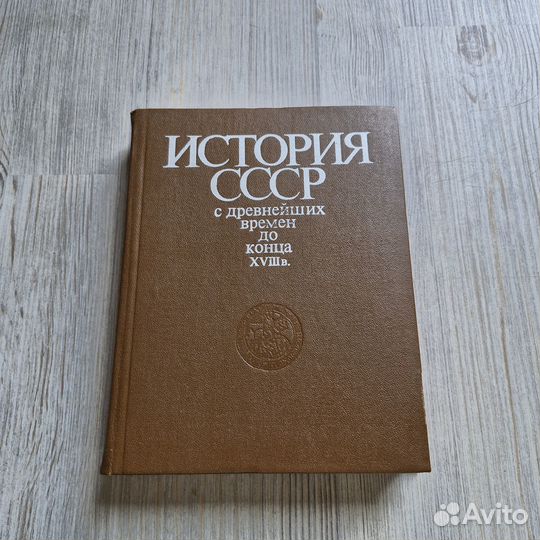 ИСТОРИЯ
СССР
с древнейших
времен
до
конца
XVIII в.
Avito